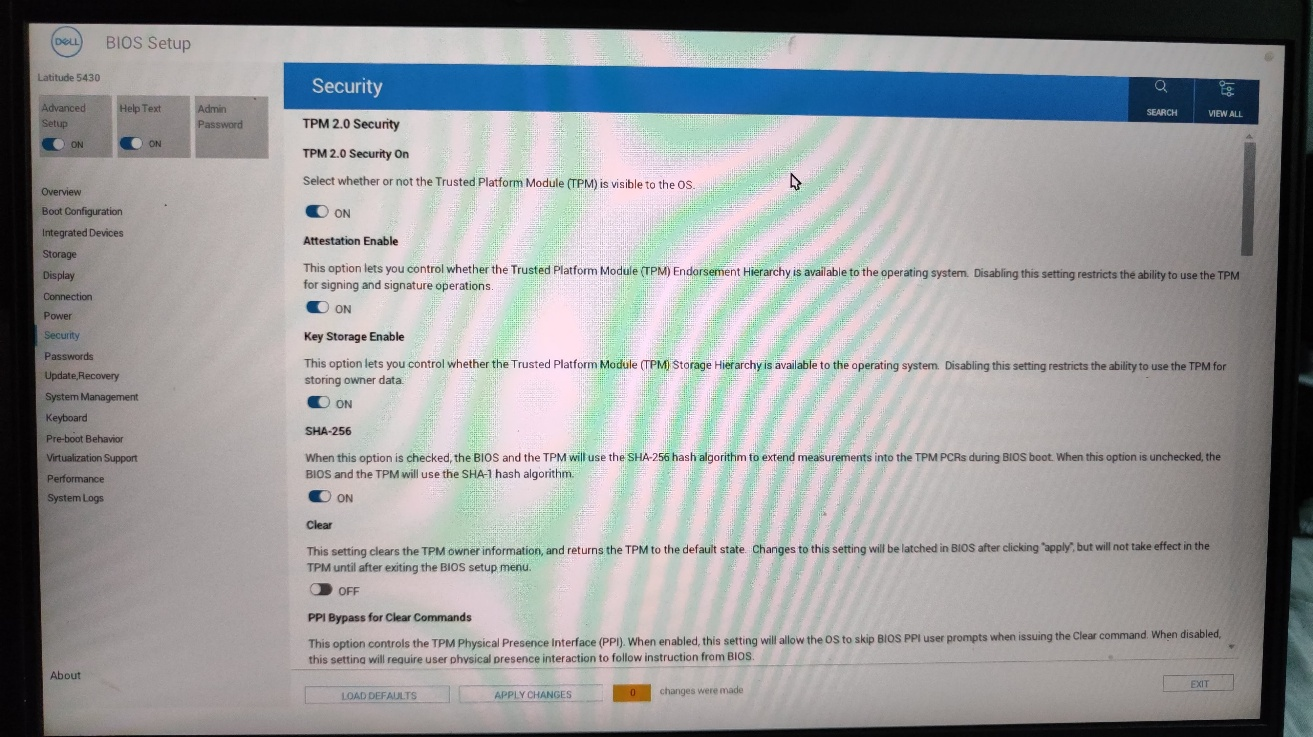 DELL
BIOS Setup
Latitude 5430
Advanced
Setup
ON
Help Text
ON
Admin
Password
Overview
Boot Configuration
Integrated Devices
Storage
Display
Connection
Power
Security
Passwords
Update,Recovery
System Management
Keyboard
Pre-boot Behavior
Virtualization Support
Performance
System Logs
About
Security
SEARCH
VIEW ALL
TPM 2.0 Security
TPM 2.0 Security On
Select whether or not the Trusted Platform Module (TPM) is visible to the OS.
ON
Attestation Enable
This option lets you control whether the Trusted Platform Module (TPM) Endorsement Hierarchy is available to the operating system. Disabling this setting restricts the ability to use the TPM
for signing and signature operations.
ON
Key Storage Enable
This option lets you control whether the Trusted Platform Module (TPM) Storage Hierarchy is available to the operating system. Disabling this setting restricts the ability to use the TPM for
storing owner data.
ON
SHA-256
When this option is checked, the BIOS and the TPM will use the SHA-256 hash algorithm to extend measurements into the TPM PCRs during BIOS boot. When this option is unchecked, the
BIOS and the TPM will use the SHA-1 hash algorithm.
ON
Clear
This setting clears the TPM owner information, and returns the TPM to the default state. Changes to this setting will be latched in BIOS after clicking "apply", but will not take effect in the
TPM until after exiting the BIOS setup menu.
OFF
PPI Bypass for Clear Commands
This option controls the TPM Physical Presence Interface (PPI). When enabled, this setting will allow the OS to skip BIOS PPI user prompts when issuing the Clear command. When disabled,
this setting will require user physical presence interaction to follow instruction from BIOS.
LOAD DEFAULTS
APPLY CHANGES
0
changes were made
EXIT